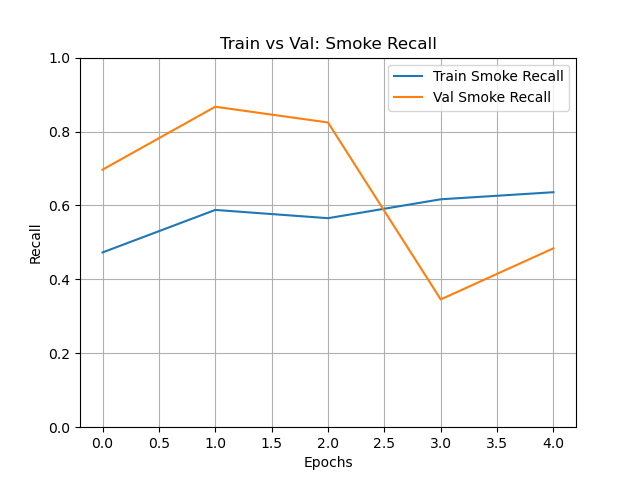 Train vs Val: Smoke Recall
Train Smoke Recall
Val Smoke Recall
Recall
1.0
0.8
0.6
0.4
0.2
0.0
0.0 0.5 1.0 1.5 2.0 2.5 3.0 3.5 4.0
Epochs